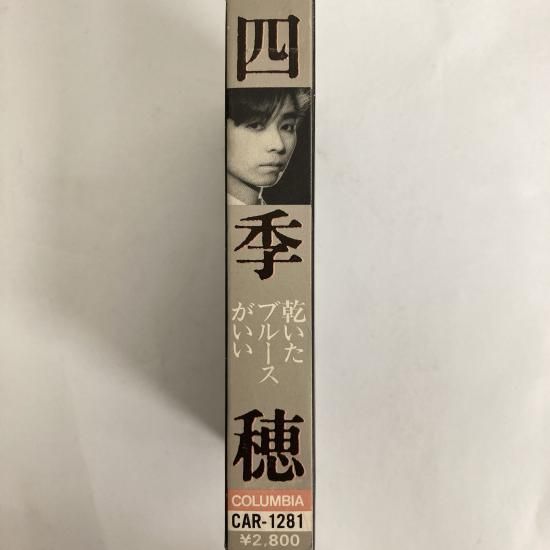 四季穂
乾いた
ブルース
がいい
COLUMBIA
CAR-1281
¥2,800